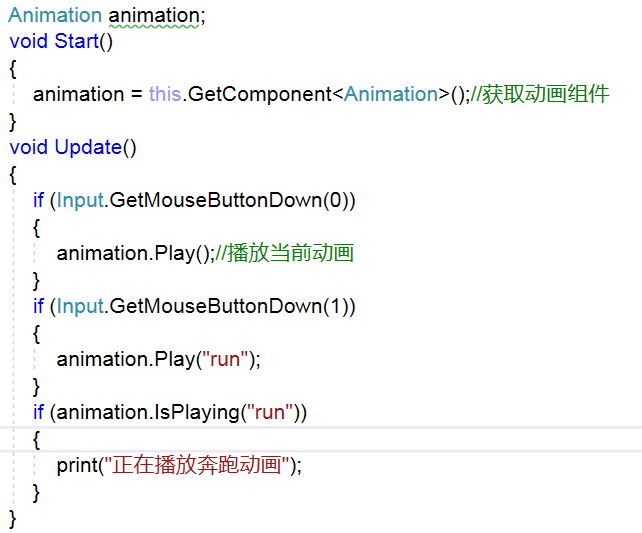 Animation animation;
void Start()
{
animation = this.GetComponent<Animation>();//获取动画组件
}
void Update()
{
if (Input.GetMouseButtonDown(0))
{
animation.Play();//播放当前动画
}
if (Input.GetMouseButtonDown(1))
{
animation.Play("run");
}
if (animation.IsPlaying("run"))
{
print("正在播放奔跑动画");
}
}